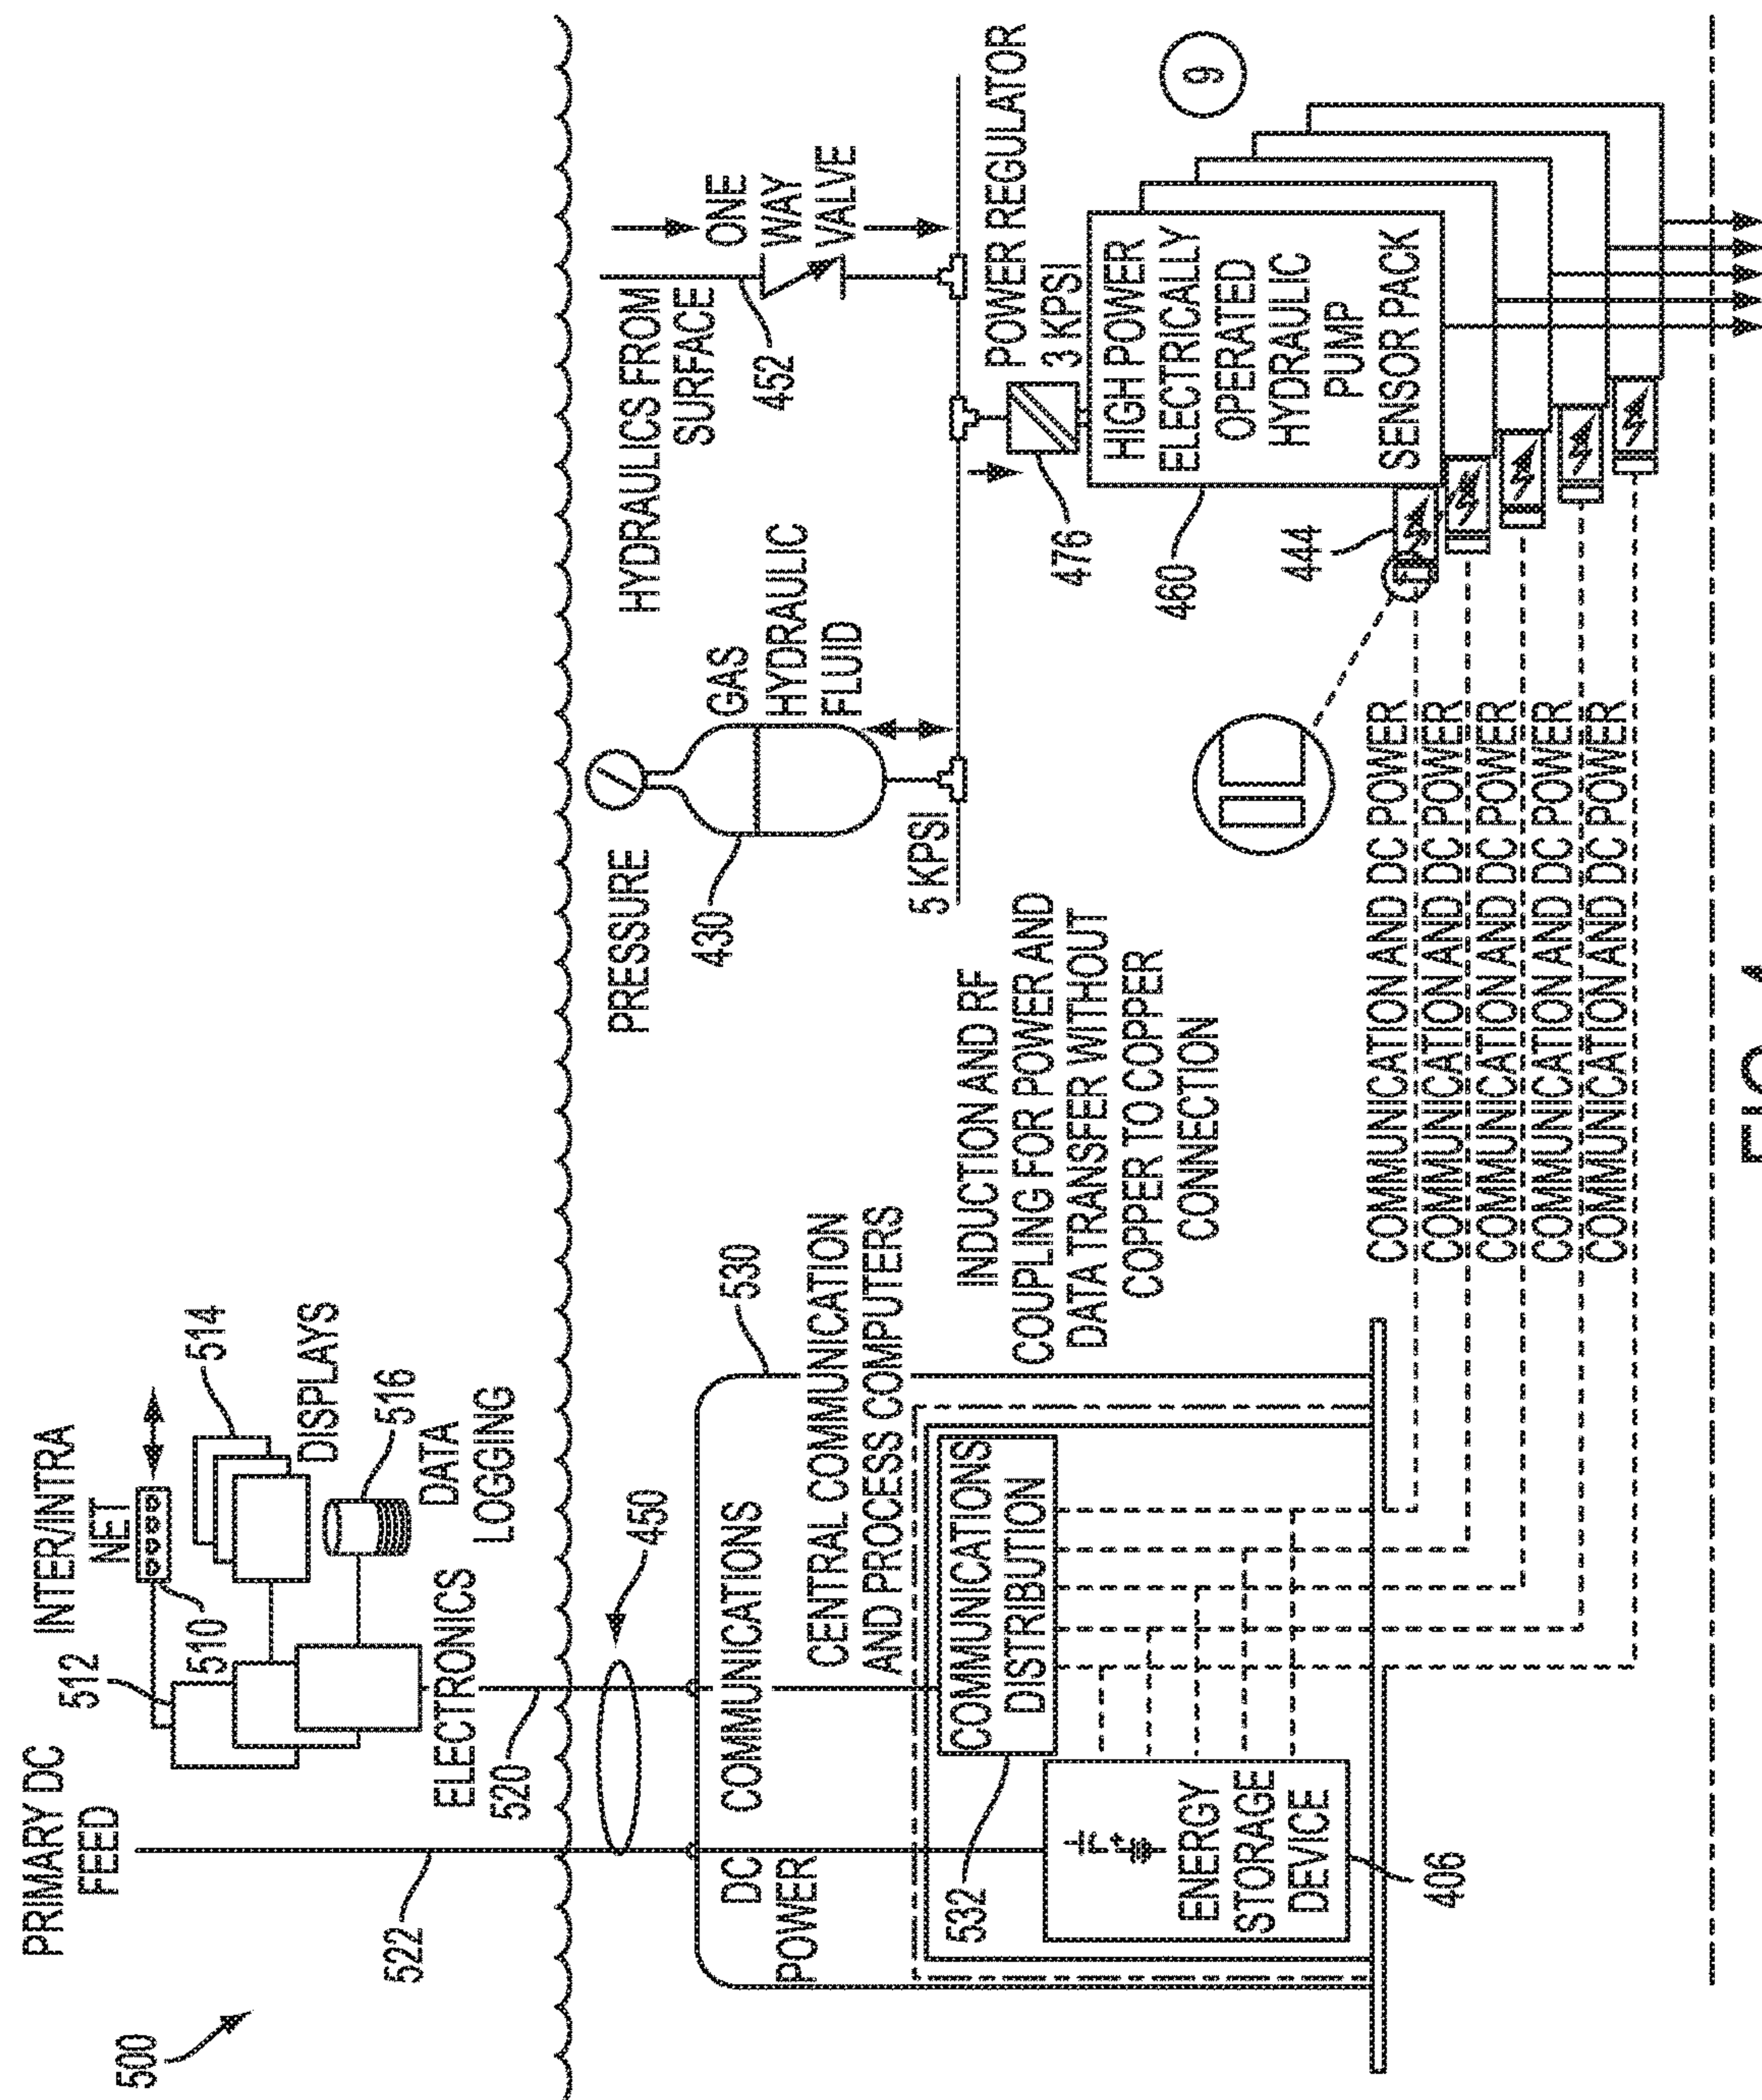 500
PRIMARY DC
FEED
522
512
INTER/INTRA
NET
510
514
DISPLAYS
516
DATA
LOGGING
ELECTRONICS
520
450
530
DC
POWER
COMMUNICATIONS
CENTRAL COMMUNICATION
AND PROCESS COMPUTERS
COMMUNICATIONS
DISTRIBUTION
532
ENERGY
STORAGE
DEVICE
406
PRESSURE
430
GAS
HYDRAULIC
FLUID
5 KPSI
HYDRAULICS FROM
SURFACE
452
ONE
WAY
VALVE
INDUCTION AND RF
COUPLING FOR POWER AND
DATA TRANSFER WITHOUT
COPPER TO COPPER
CONNECTION
POWER REGULATOR
3 KPSI
476
460
HIGH POWER
ELECTRICALLY
OPERATED
HYDRAULIC
PUMP
SENSOR PACK
9
444
COMMUNICATION AND DC POWER
COMMUNICATION AND DC POWER
COMMUNICATION AND DC POWER
COMMUNICATION AND DC POWER
COMMUNICATION AND DC POWER